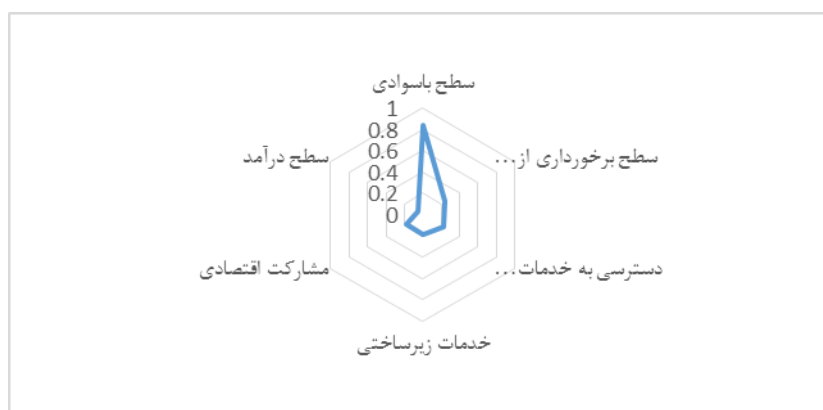 سطح باسوادی
سطح برخورداری از...
دسترسی به خدمات...
خدمات زیرساختی
مشارکت اقتصادی
سطح درآمد
1
0.8
0.6
0.4
0.2
0